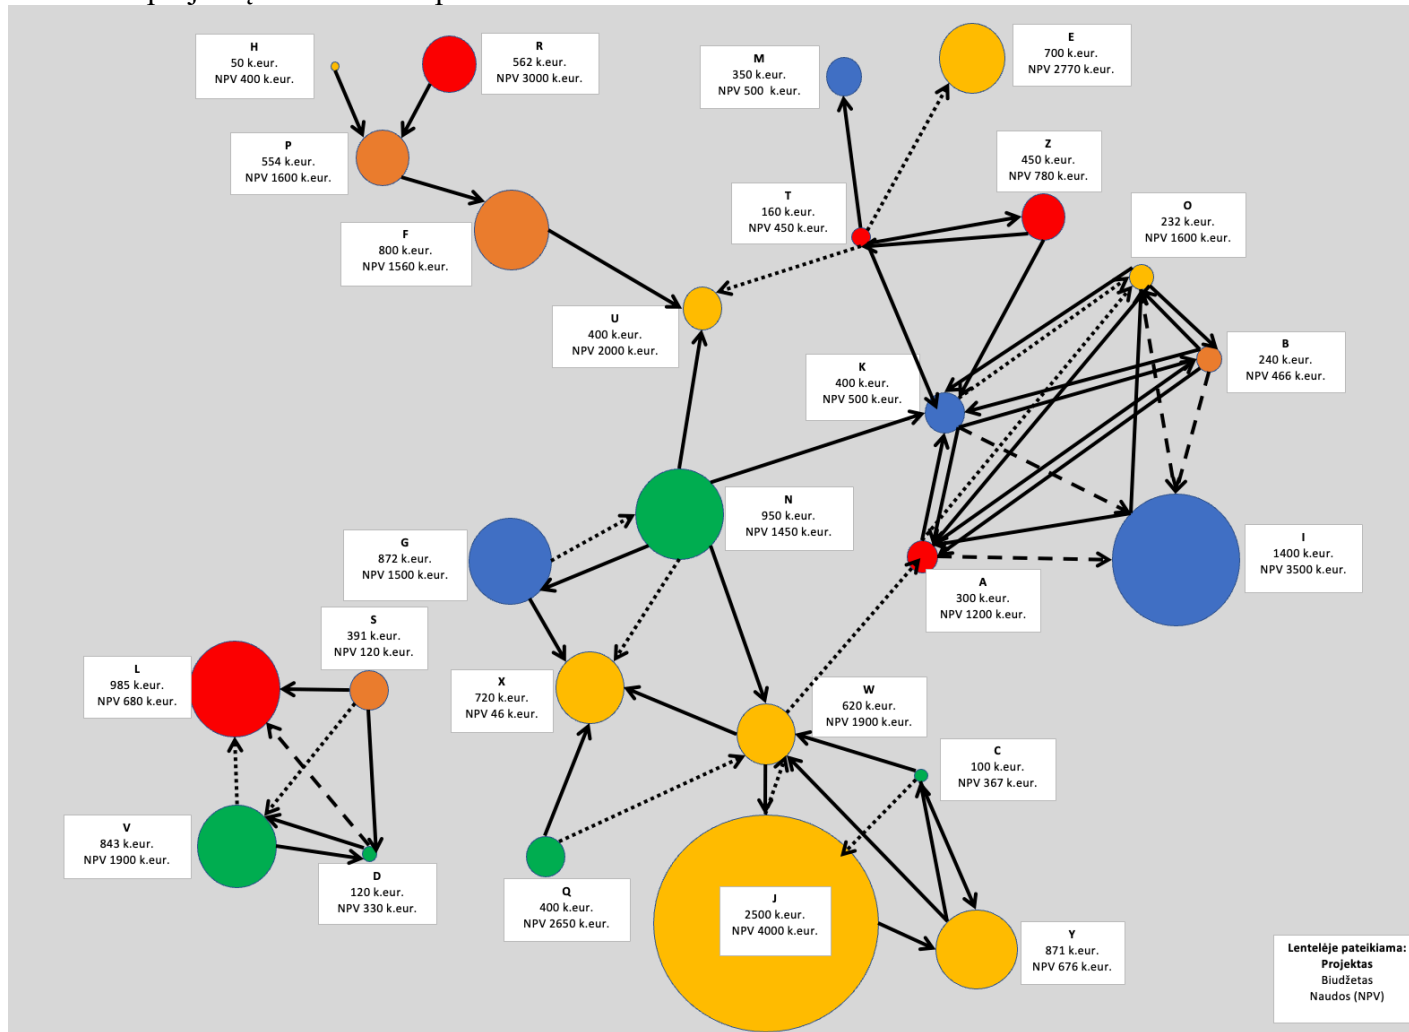 H
50 k.eur.
NPV 400 k.eur.
R
562 k.eur.
NPV 3000 k.eur.
M
350 k.eur.
NPV 500 k.eur.
E
700 k.eur.
NPV 2770 k.eur.
P
554 k.eur.
NPV 1600 k.eur.
Z
450 k.eur.
NPV 780 k.eur.
T
160 k.eur.
NPV 450 k.eur.
O
232 k.eur.
NPV 1600 k.eur.
F
800 k.eur.
NPV 1560 k.eur.
U
400 k.eur.
NPV 2000 k.eur.
B
240 k.eur.
NPV 466 k.eur.
K
400 k.eur.
NPV 500 k.eur.
N
950 k.eur.
NPV 1450 k.eur.
G
872 k.eur.
NPV 1500 k.eur.
I
1400 k.eur.
NPV 3500 k.eur.
A
300 k.eur.
NPV 1200 k.eur.
S
391 k.eur.
NPV 120 k.eur.
L
985 k.eur.
NPV 680 k.eur.
X
720 k.eur.
NPV 46 k.eur.
W
620 k.eur.
NPV 1900 k.eur.
C
100 k.eur.
NPV 367 k.eur.
V
843 k.eur.
NPV 1900 k.eur.
D
120 k.eur.
NPV 330 k.eur.
Q
400 k.eur.
NPV 2650 k.eur.
J
2500 k.eur.
NPV 4000 k.eur.
Y
871 k.eur.
NPV 676 k.eur.
Lentelėje pateikiama:
Projektas
Biudžetas
Naudos (NPV)